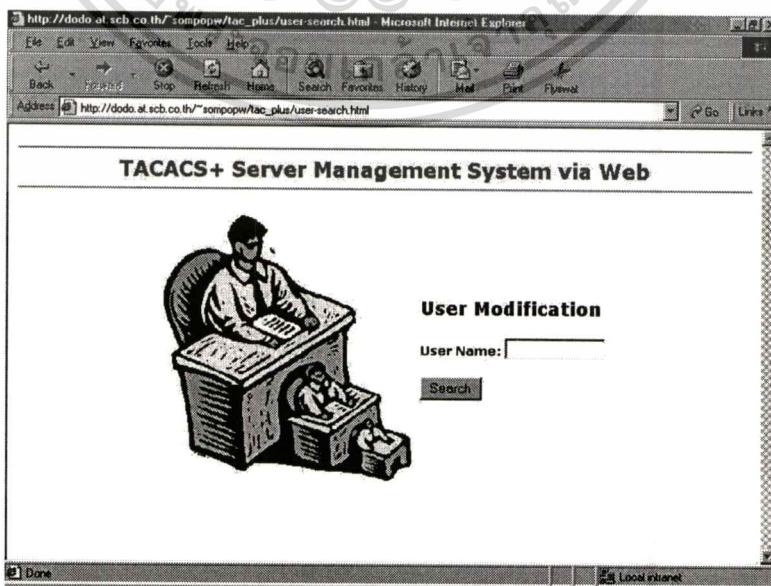 http://dodo.at.scb.co.th/~sompopw/tac_plus/user-search.html - Microsoft Internet Explorer
File Edit View Favorites Tools Help
Back Forward Stop Refresh Home Search Favorites History Mail Print Flyswat
Address http://dodo.at.scb.co.th/~sompopw/tac_plus/user-search.html Go Links
TACACS+ Server Management System via Web
User Modification
User Name:
Search
Done Local intranet